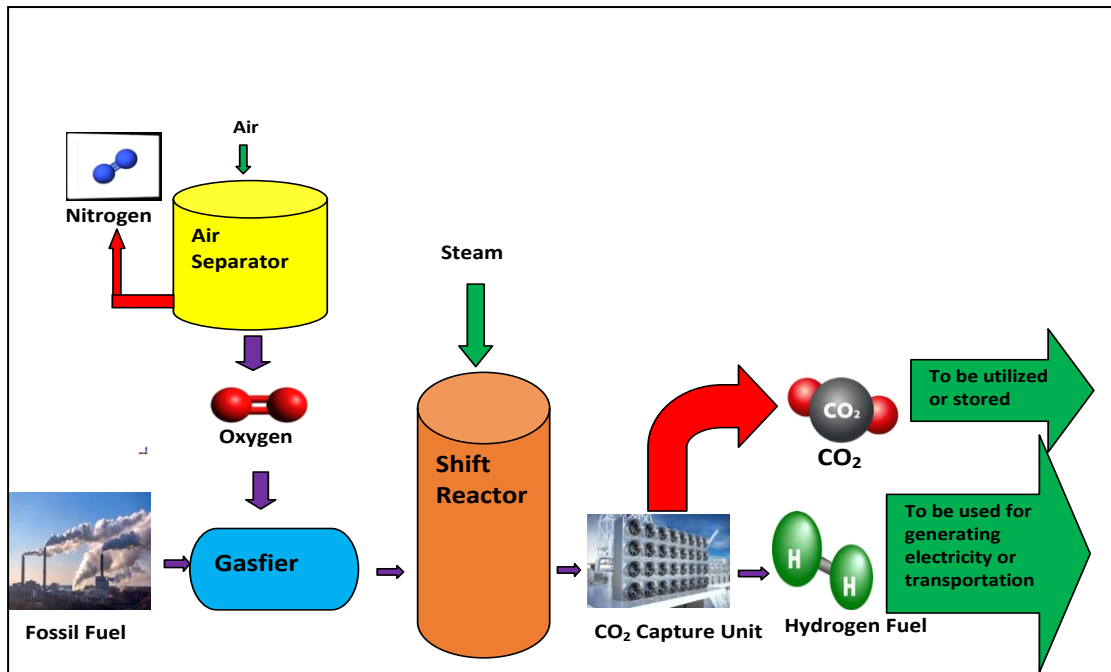 Air
Nitrogen
Air
Separator
Steam
Oxygen
To be utilized
or stored
CO₂
CO₂
Shift
Reactor
To be used for
generating
electricity or
transportation
Gasfier
H
H
Fossil Fuel
CO₂ Capture Unit
Hydrogen Fuel